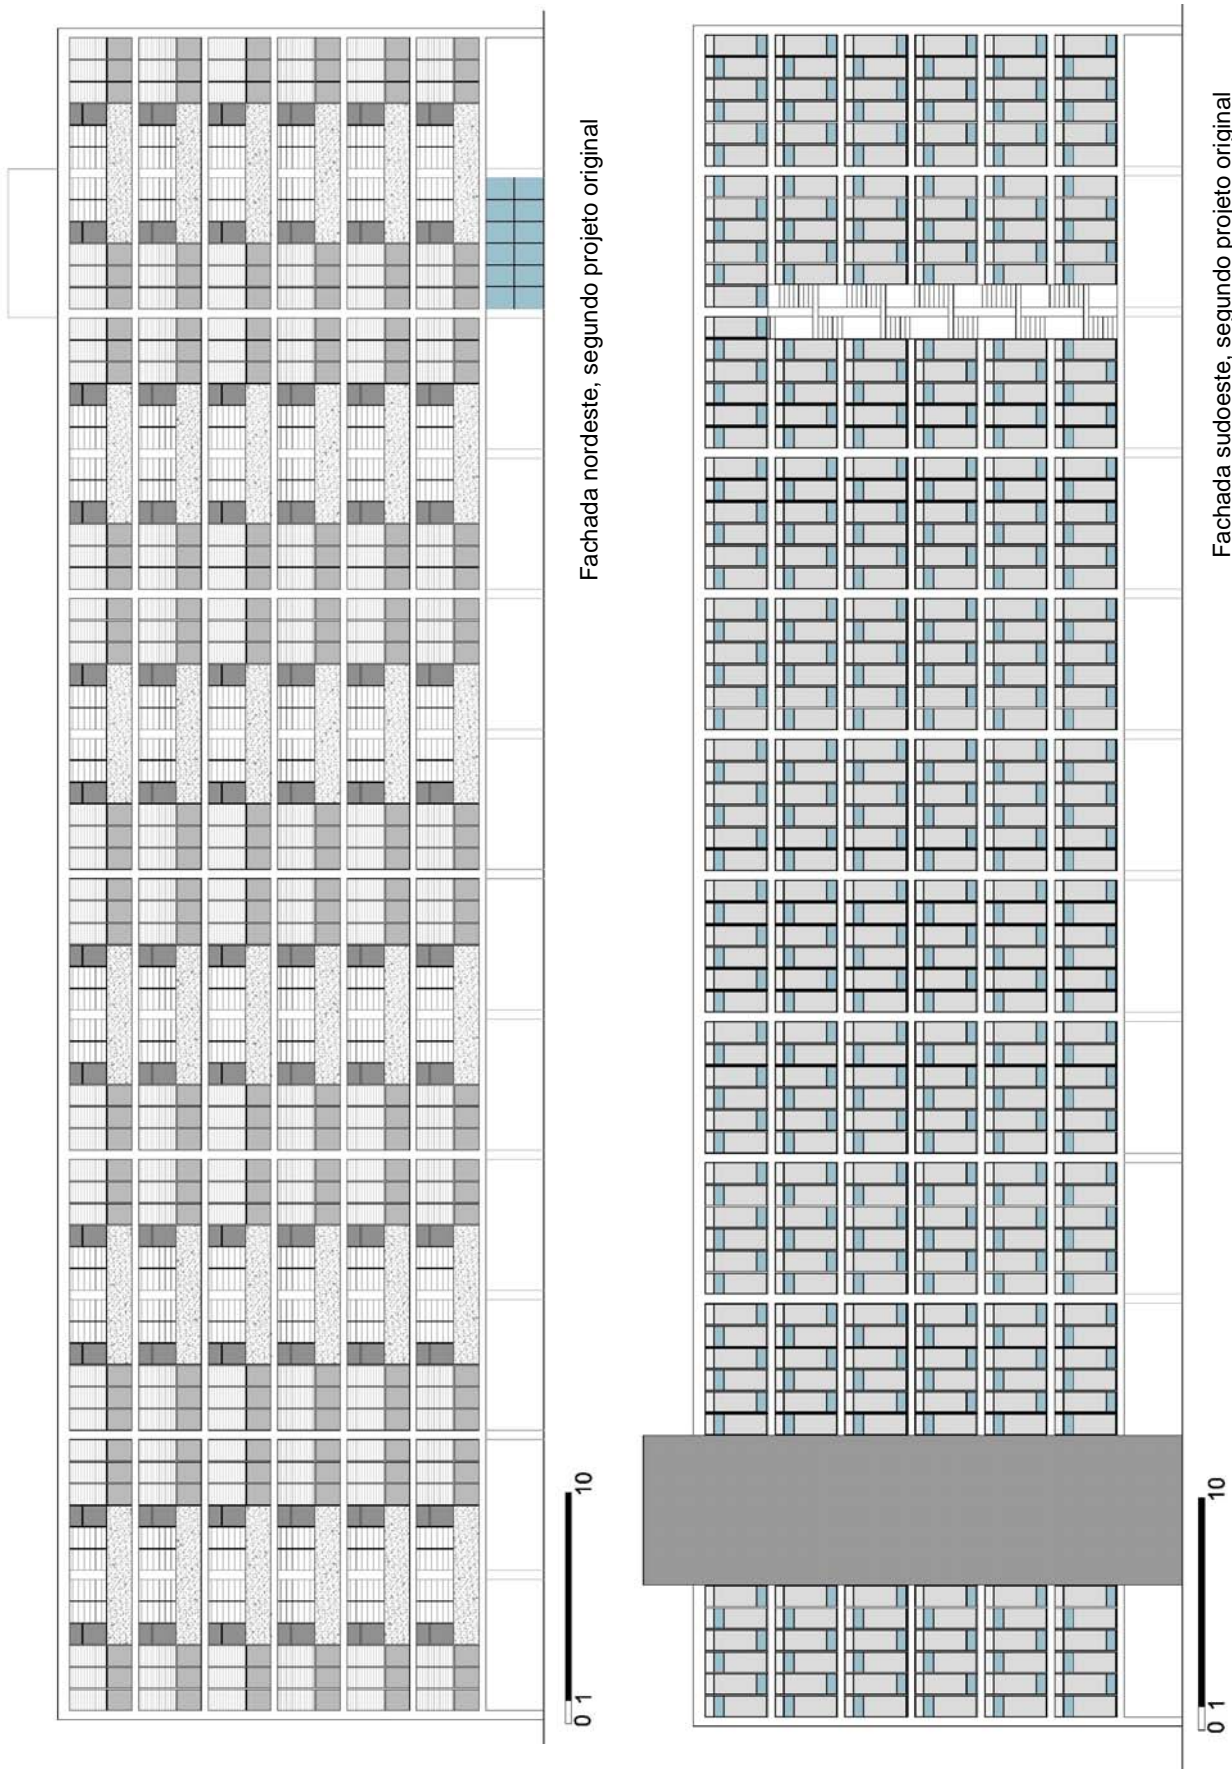 Fachada nordeste, segundo projeto original
0 1 10
Fachada sudoeste, segundo projeto original
0 1 10